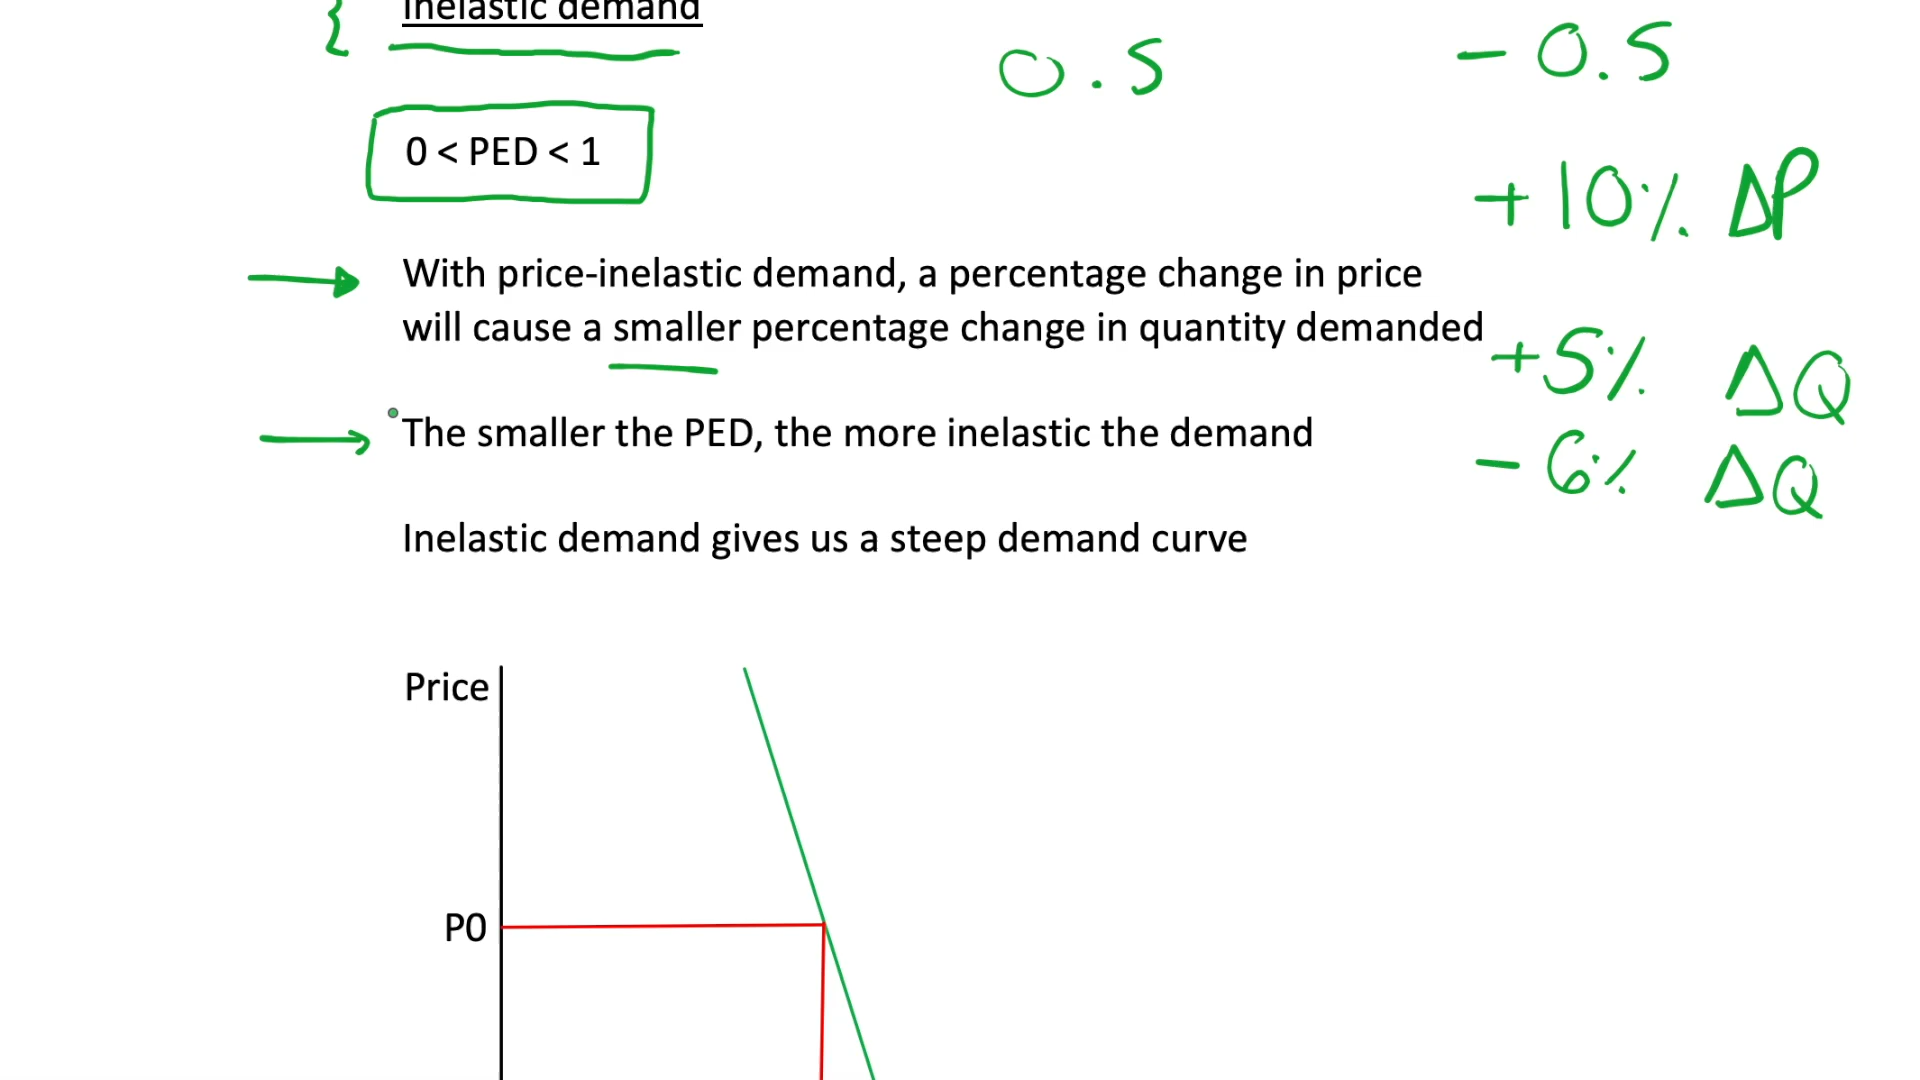 Inelastic demand
0.5
- 0.5
0 < PED < 1
+ 10% ΔP
With price-inelastic demand, a percentage change in price
will cause a smaller percentage change in quantity demanded
+5% ΔQ
The smaller the PED, the more inelastic the demand
- 6% ΔQ
Inelastic demand gives us a steep demand curve
Price
P0